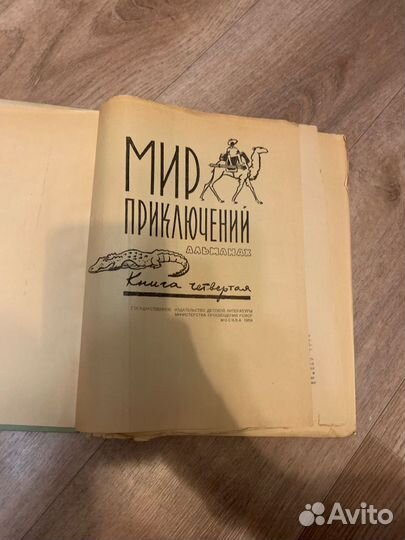 МИР
ПРИКЛЮЧЕНИЙ
АЛЬМАНАХ
Книга четвертая
ГОСУДАРСТВЕННОЕ ИЗДАТЕЛЬСТВО ДЕТСКОЙ ЛИТЕРАТУРЫ
МИНИСТЕРСТВА ПРОСВЕЩЕНИЯ РСФСР
МОСКВА
Avito